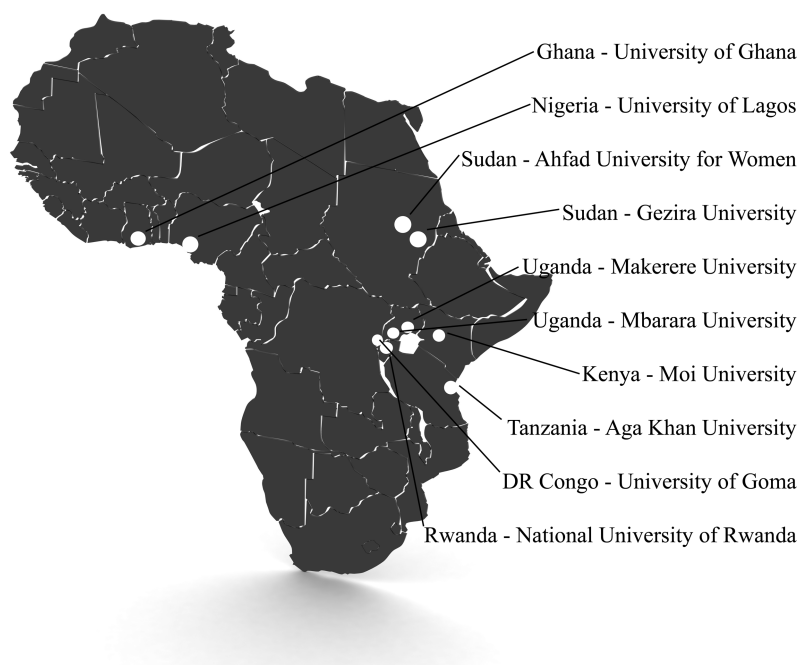 Ghana - University of Ghana
Nigeria - University of Lagos
Sudan - Ahfad University for Women
Sudan - Gezira University
Uganda - Makerere University
Uganda - Mbarara University
Kenya - Moi University
Tanzania - Aga Khan University
DR Congo - University of Goma
Rwanda - National University of Rwanda